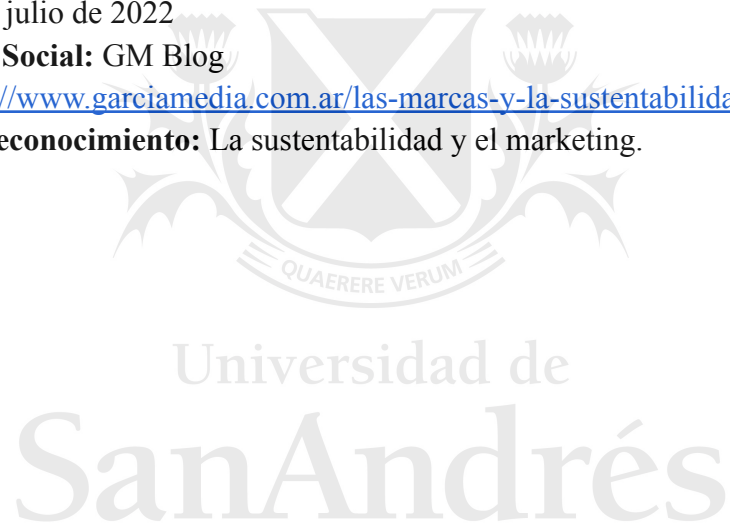 julio de 2022
Social: GM Blog
//www.garciamedia.com.ar/las-marcas-y-la-sustentabilida
econocimiento: La sustentabilidad y el marketing.
QUAERERE VERUM
Universidad de
SanAndrés